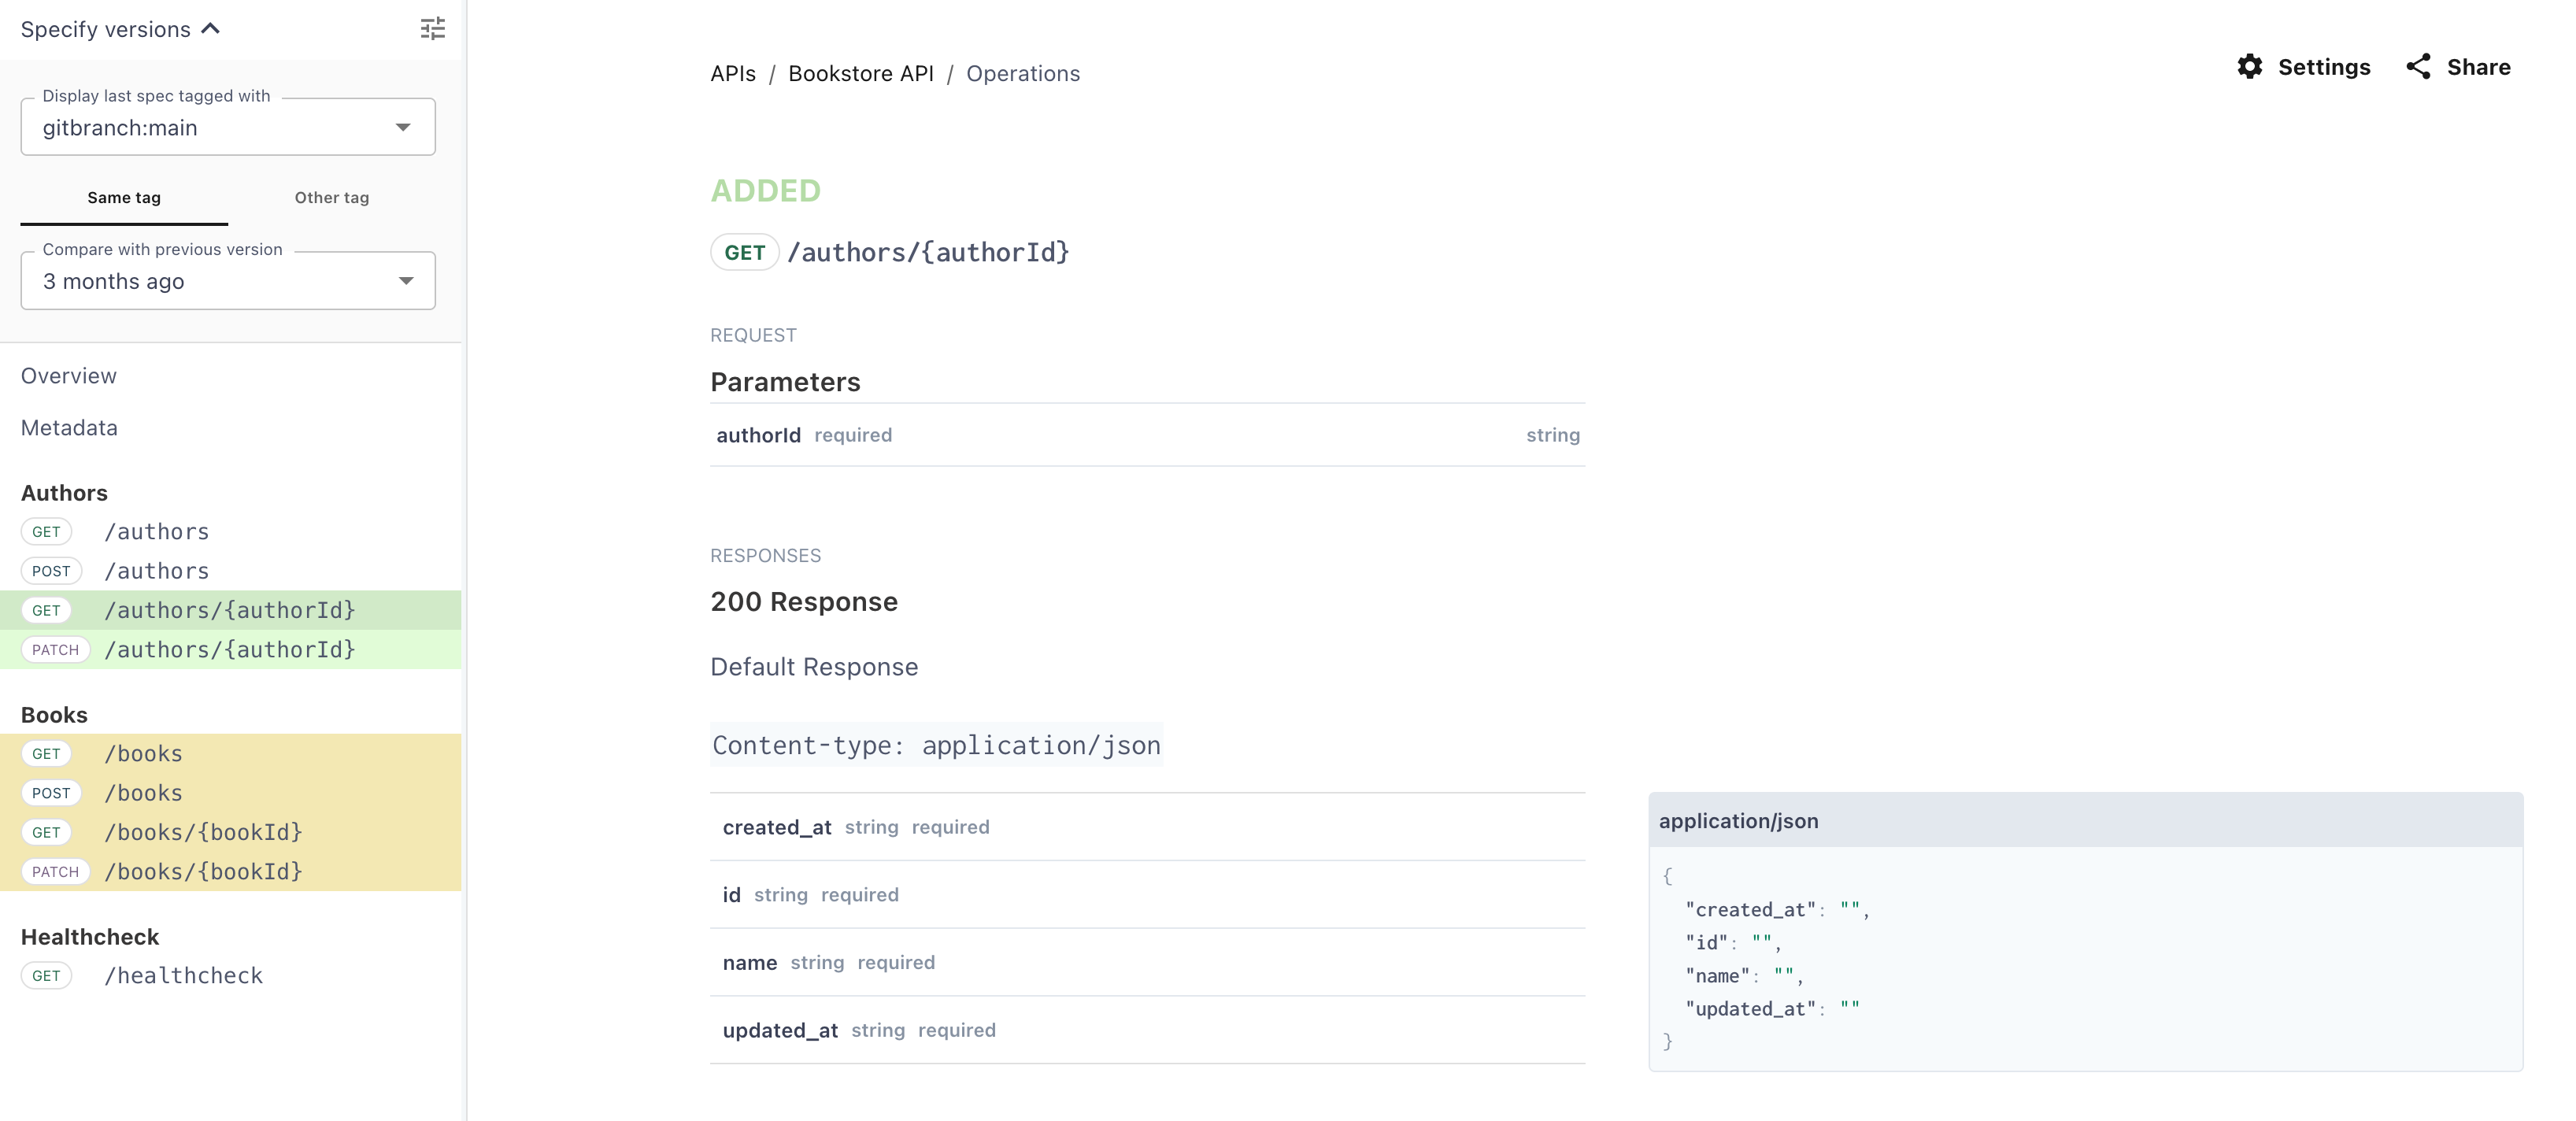 Specify versions
Display last spec tagged with
gitbranch:main
Same tag Other tag
Compare with previous version
3 months ago
Overview
Metadata
Authors
GET /authors
POST /authors
GET /authors/{authorId}
PATCH /authors/{authorId}
Books
GET /books
POST /books
GET /books/{bookId}
PATCH /books/{bookId}
Healthcheck
GET /healthcheck
APIs / Bookstore API / Operations
Settings Share
ADDED
GET /authors/{authorId}
REQUEST
Parameters
authorId required string
RESPONSES
200 Response
Default Response
Content-type: application/json
created_at string required
id string required
name string required
updated_at string required
application/json
{
"created_at": "",
"id": "",
"name": "",
"updated_at": ""
}